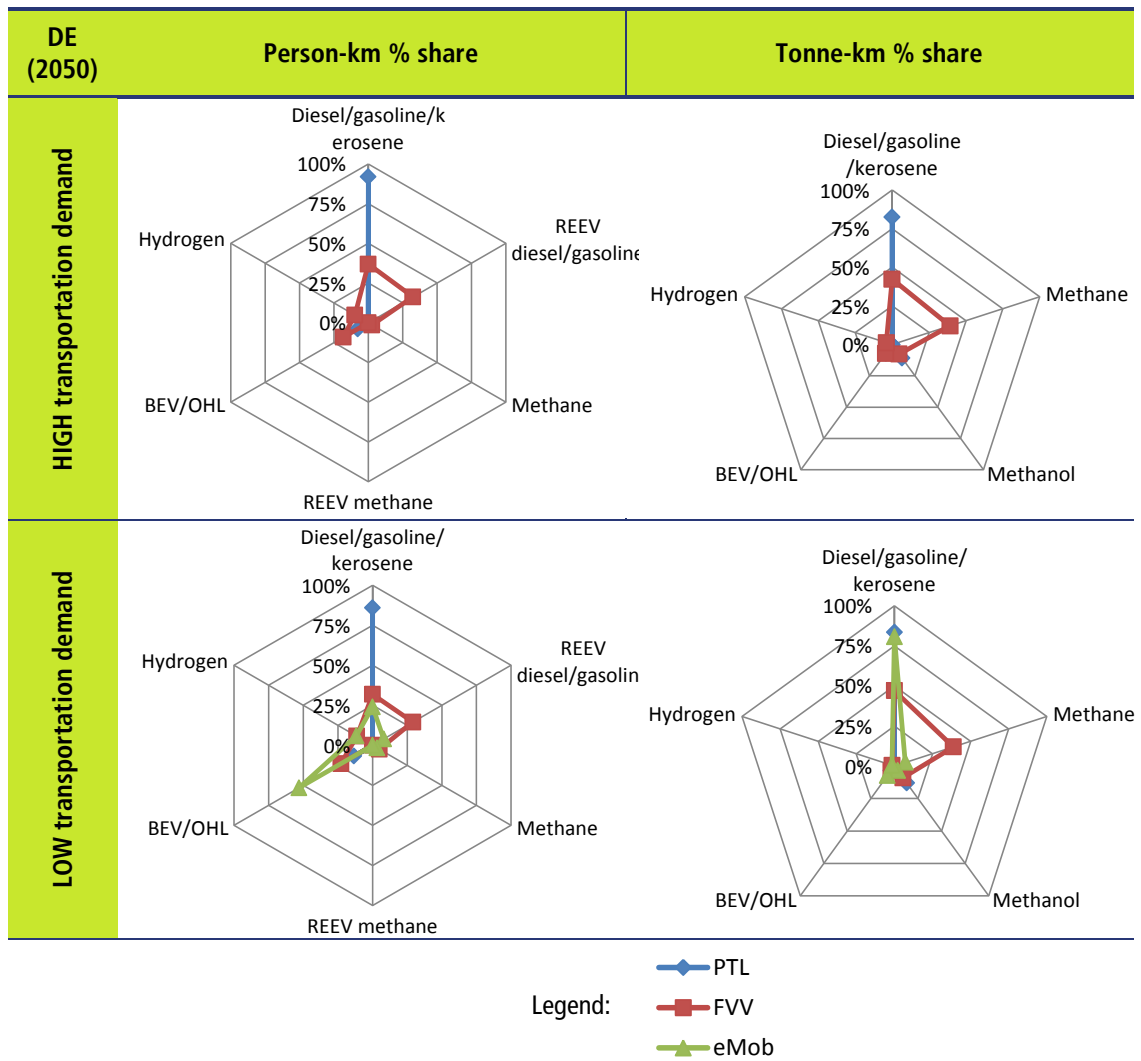 DE
(2050)
Person-km % share
Tonne-km % share
HIGH transportation demand
Diesel/gasoline/k
erosene
100%
75%
50%
25%
0%
REEV
diesel/gasoline
Methane
REEV methane
BEV/OHL
Hydrogen
Diesel/gasoline
/kerosene
100%
75%
50%
25%
0%
Methane
Methanol
BEV/OHL
Hydrogen
LOW transportation demand
Diesel/gasoline/
kerosene
100%
75%
50%
25%
0%
REEV
diesel/gasolin
Methane
REEV methane
BEV/OHL
Hydrogen
Diesel/gasoline/
kerosene
100%
75%
50%
25%
0%
Methane
Methanol
BEV/OHL
Hydrogen
Legend:
PTL
FVV
eMob